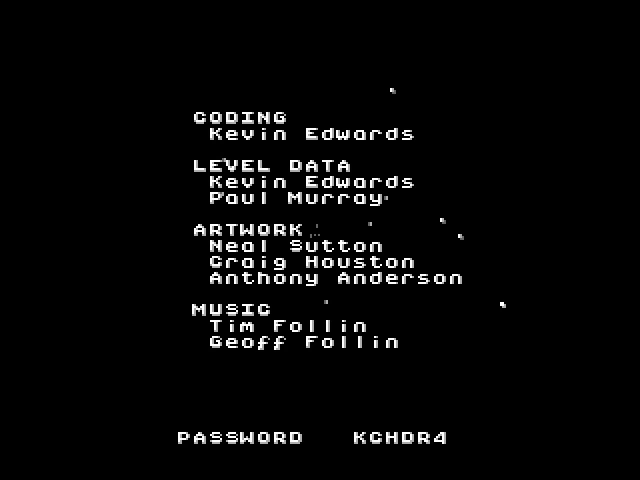 CODING
Kevin Edwards
LEVEL DATA
Kevin Edwards
Paul Murray
ARTWORK
Neal Sutton
Craig Houston
Anthony Anderson
MUSIC
Tim Follin
Geoff Follin
PASSWORD KCHDR4